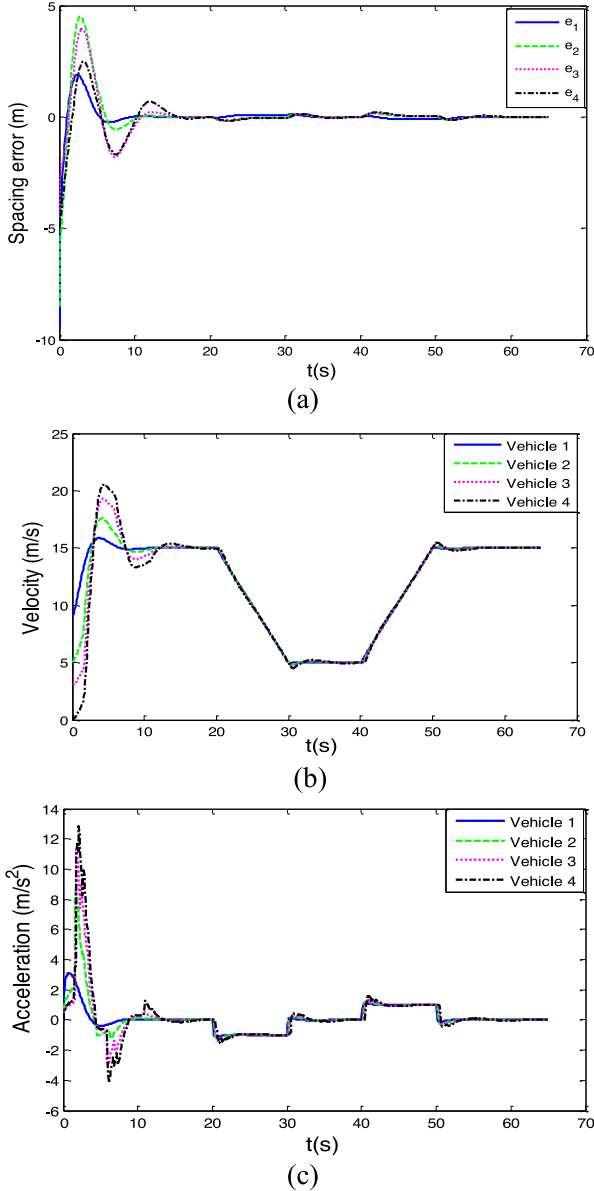 5
0
-5
-10
Spacing error (m)
e1
e2
e3
e4
0 10 20 30 40 50 60 70
t(s)
(a)
25
20
15
10
5
0
Velocity (m/s)
Vehicle 1
Vehicle 2
Vehicle 3
Vehicle 4
0 10 20 30 40 50 60 70
t(s)
(b)
14
12
10
8
6
4
2
0
-2
-4
-6
Acceleration (m/s²)
Vehicle 1
Vehicle 2
Vehicle 3
Vehicle 4
0 10 20 30 40 50 60 70
t(s)
(c)